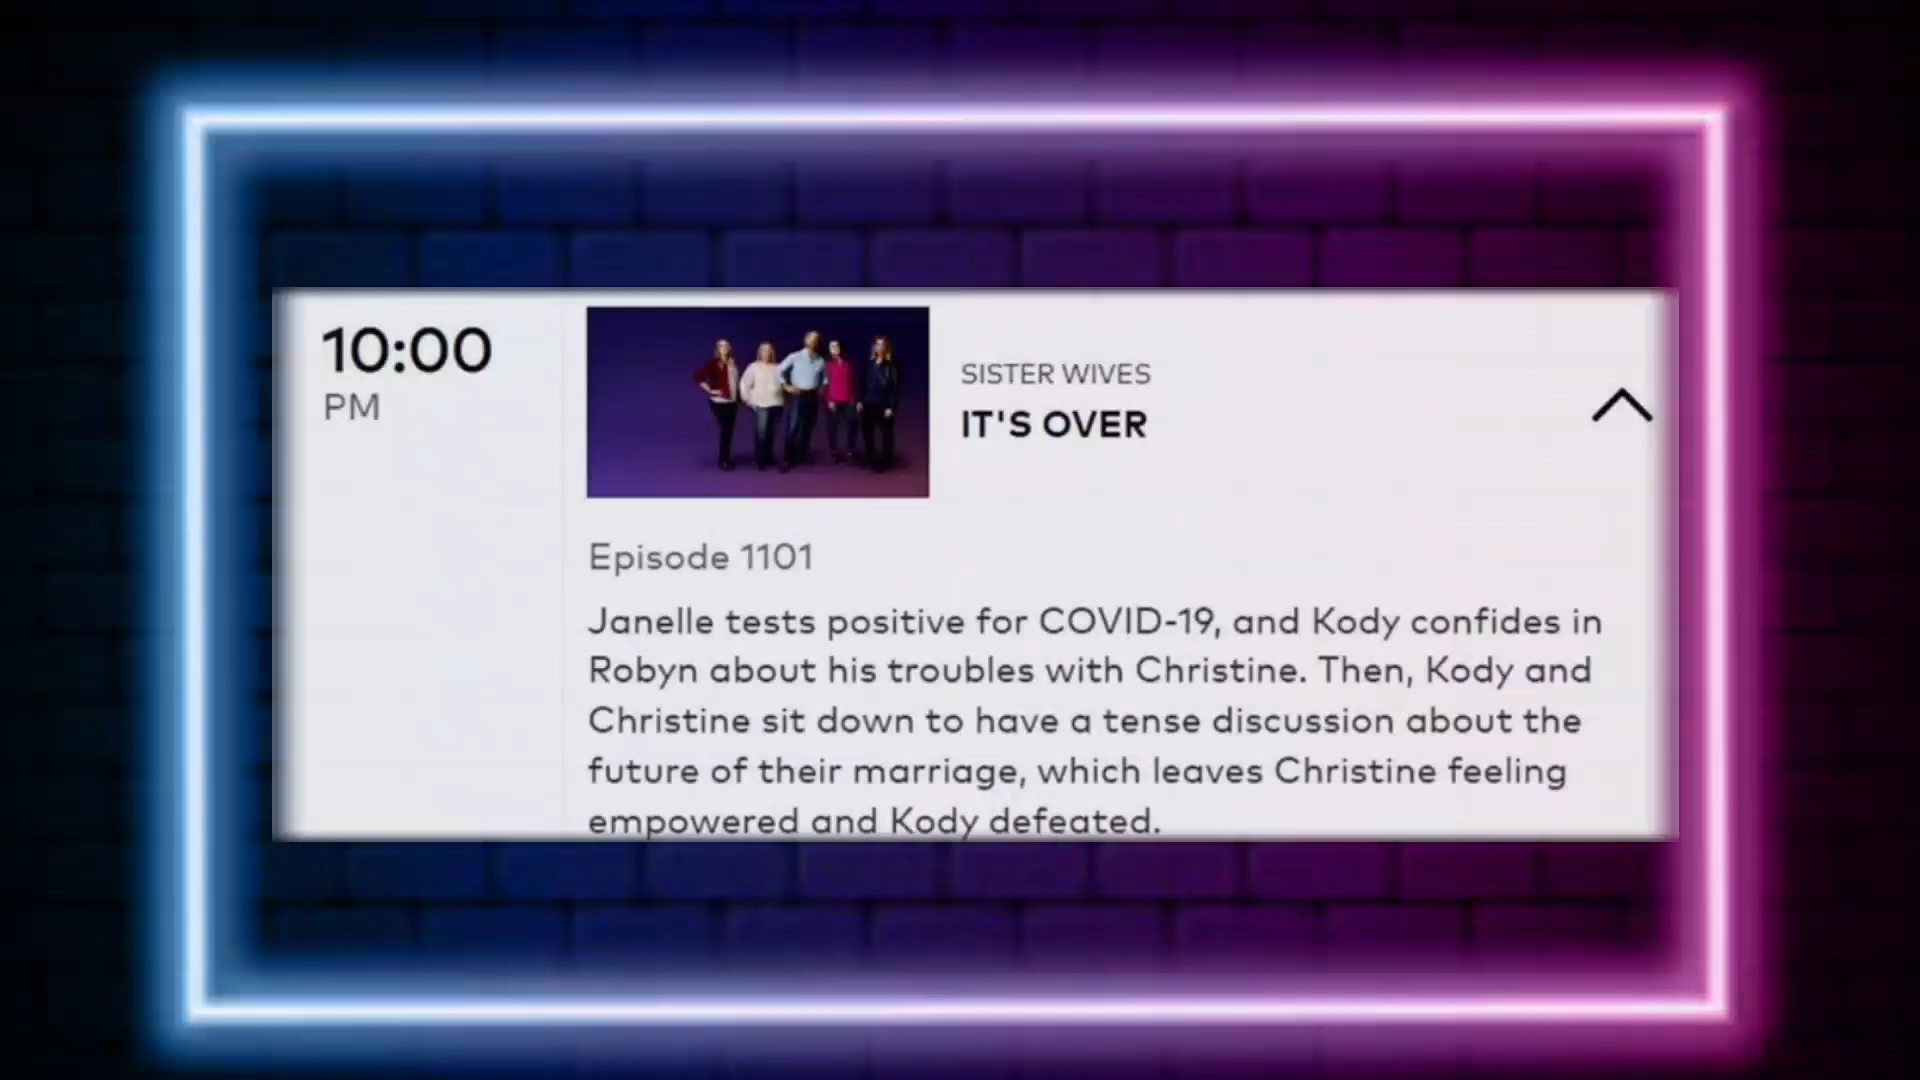 10:00
PM
SISTER WIVES
IT'S OVER
Episode 1101
Janelle tests positive for COVID-19, and Kody confides in
Robyn about his troubles with Christine. Then, Kody and
Christine sit down to have a tense discussion about the
future of their marriage, which leaves Christine feeling
empowered and Kody defeated.